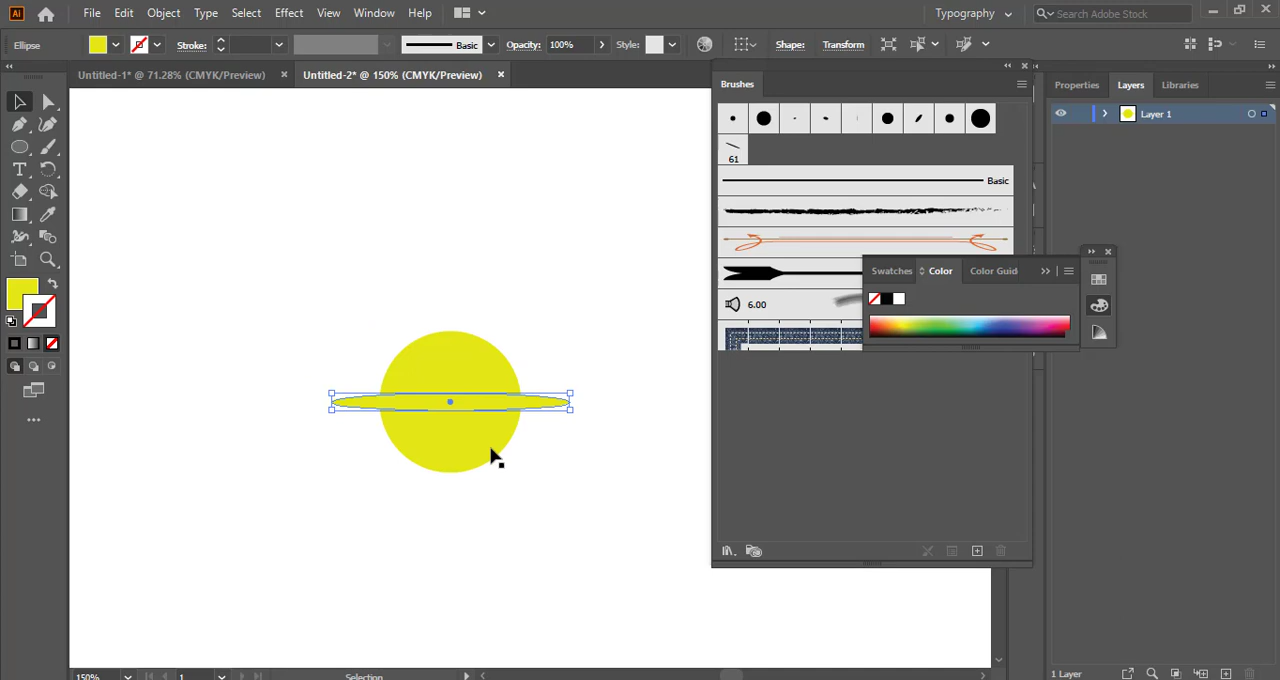 Ai File Edit Object Type Select Effect View Window Help Typography Search Adobe Stock
Ellipse Stroke: Basic Opacity: 100% Style: Shape: Transform
Untitled-1* @ 71.28% (CMYK/Preview) Untitled-2* @ 150% (CMYK/Preview)
Brushes
Properties Layers Libraries
Layer 1
61
Basic
Swatches Color Color Guid
6.00
150% 1 Selection
1 Layer